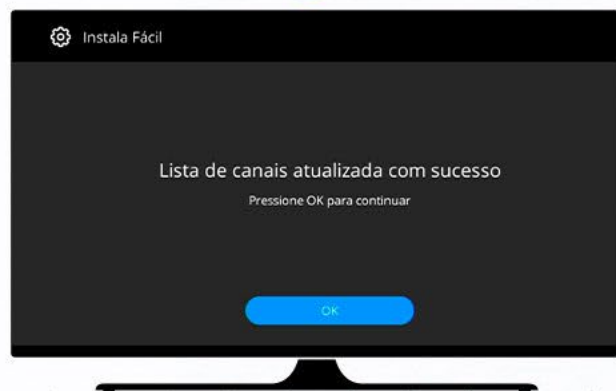 Instala Fácil
Lista de canais atualizada com sucesso
Pressione OK para continuar
OK